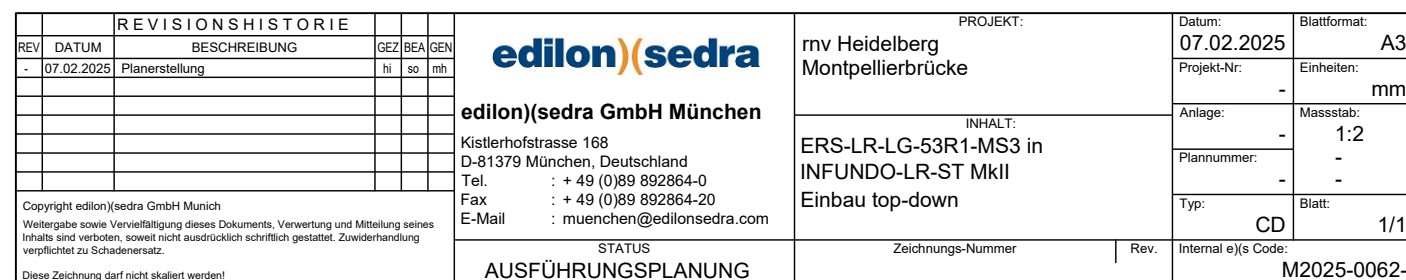 REVISIONSHISTORIE
REV DATUM BESCHREIBUNG GEZ BEA GEN
- 07.02.2025 Planerstellung hi so mh
Copyright edilon)(sedra GmbH Munich
Weitergabe sowie Vervielfältigung dieses Dokuments, Verwertung und Mitteilung seines
Inhalts sind verboten, soweit nicht ausdrücklich schriftlich gestattet. Zuwiderhandlung
verpflichtet zu Schadenersatz.
Diese Zeichnung darf nicht skaliert werden!
edilon)(sedra
edilon)(sedra GmbH München
Kistlerhofstrasse 168
D-81379 München, Deutschland
Tel. : + 49 (0)89 892864-0
Fax : + 49 (0)89 892864-20
E-Mail : muenchen@edilonsedra.com
STATUS
AUSFÜHRUNGSPLANUNG
PROJEKT:
rnv Heidelberg
Montpellierbrücke
INHALT:
ERS-LR-LG-53R1-MS3 in
INFUNDO-LR-ST MkII
Einbau top-down
Zeichnungs-Nummer Rev.
Datum: Blattformat:
07.02.2025 A3
Projekt-Nr: Einheiten:
- mm
Anlage: Massstab:
- 1:2
Plannummer: -
- -
Typ: Blatt:
CD 1/1
Internal e)(s Code:
M2025-0062-